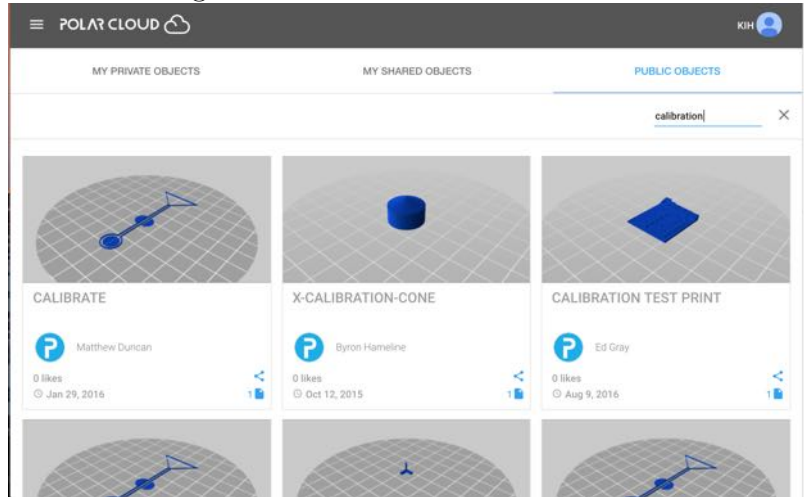 POLAR CLOUD
KIH
MY PRIVATE OBJECTS
MY SHARED OBJECTS
PUBLIC OBJECTS
calibration
CALIBRATE
Matthew Duncan
0 likes
Jan 29, 2016
1
X-CALIBRATION-CONE
Byron Hameline
0 likes
Oct 12, 2015
1
CALIBRATION TEST PRINT
Ed Gray
0 likes
Aug 9, 2016
1